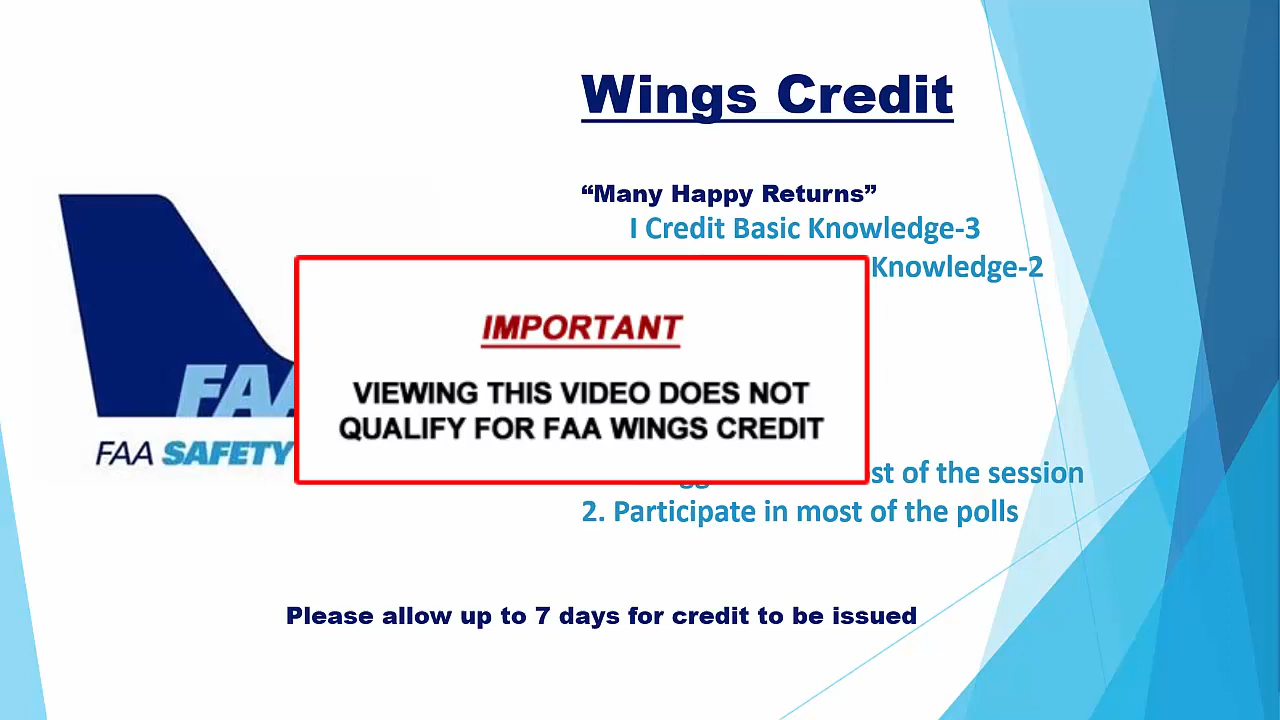 Wings Credit
“Many Happy Returns”
I Credit Basic Knowledge-3
Knowledge-2
IMPORTANT
VIEWING THIS VIDEO DOES NOT
QUALIFY FOR FAA WINGS CREDIT
FAA
FAA SAFETY
of the session
2. Participate in most of the polls
Please allow up to 7 days for credit to be issued